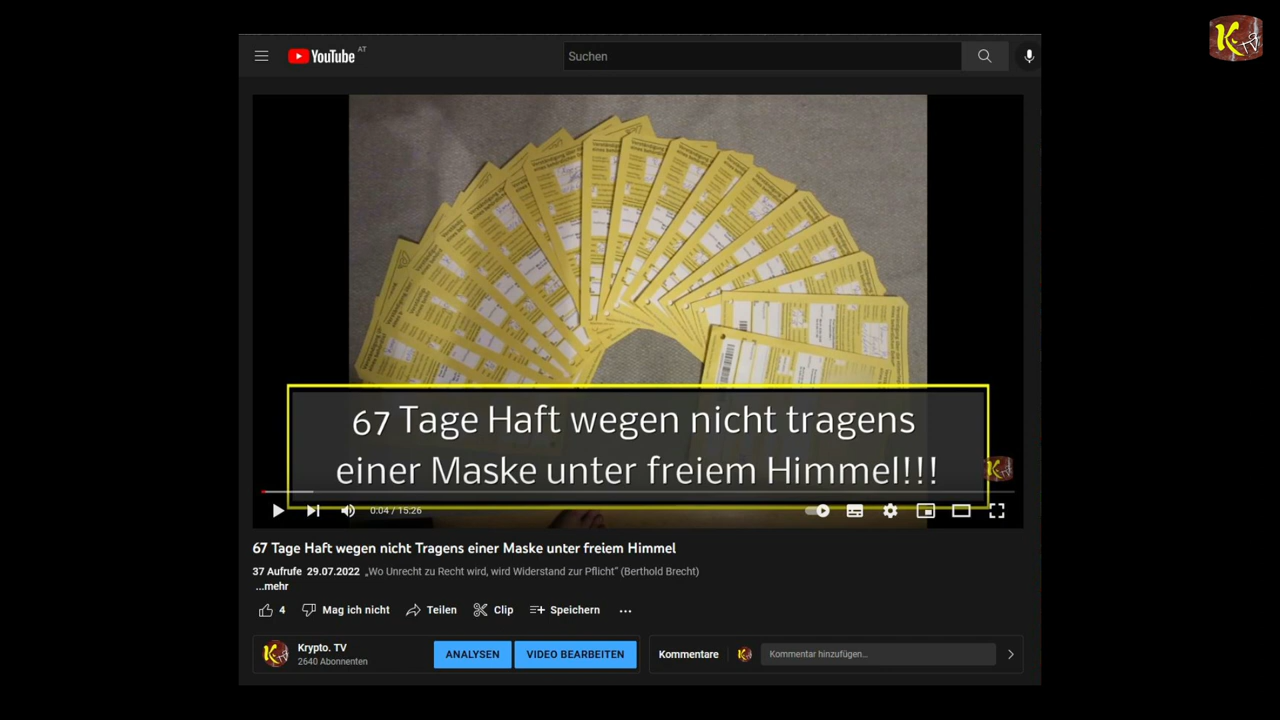 K TV
YouTube AT
Suchen
67 Tage Haft wegen nicht tragens
einer Maske unter freiem Himmel!!!
0:04 / 15:26
67 Tage Haft wegen nicht Tragens einer Maske unter freiem Himmel
37 Aufrufe 29.07.2022 „Wo Unrecht zu Recht wird, wird Widerstand zur Pflicht“ (Berthold Brecht)
...mehr
4 Mag ich nicht Teilen Clip Speichern ...
Krypto. TV
2640 Abonnenten
ANALYSEN VIDEO BEARBEITEN
Kommentare Kommentar hinzufügen...